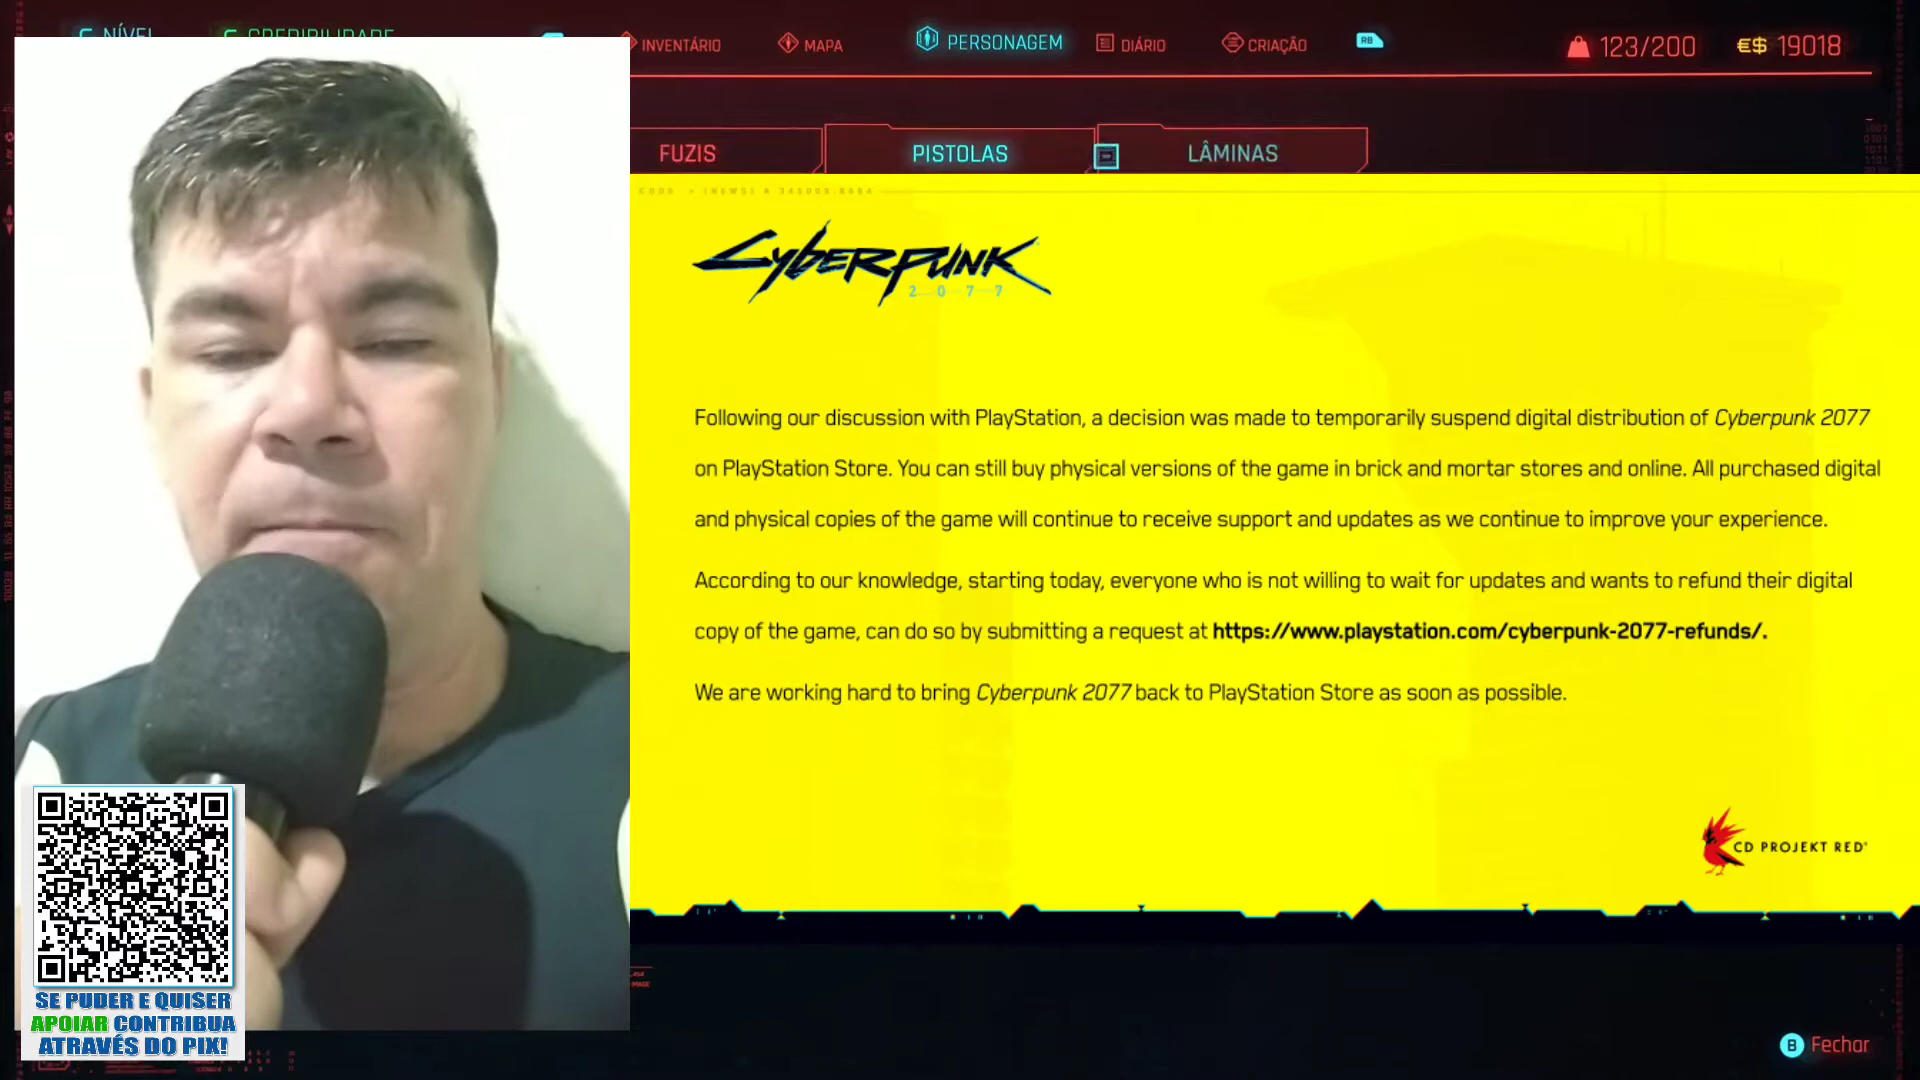 NÍVEL
CREDIBILIDADE
INVENTÁRIO
MAPA
PERSONAGEM
DIÁRIO
CRIAÇÃO
RB
123/200
€$ 19018
FUZIS
PISTOLAS
LÂMINAS
CYBERPUNK
2077
Following our discussion with PlayStation, a decision was made to temporarily suspend digital distribution of Cyberpunk 2077
on PlayStation Store. You can still buy physical versions of the game in brick and mortar stores and online. All purchased digital
and physical copies of the game will continue to receive support and updates as we continue to improve your experience.
According to our knowledge, starting today, everyone who is not willing to wait for updates and wants to refund their digital
copy of the game, can do so by submitting a request at https://www.playstation.com/cyberpunk-2077-refunds/.
We are working hard to bring Cyberpunk 2077 back to PlayStation Store as soon as possible.
CD PROJEKT RED
SE PUDER E QUISER
APOIAR CONTRIBUA
ATRAVÉS DO PIX!
B Fechar